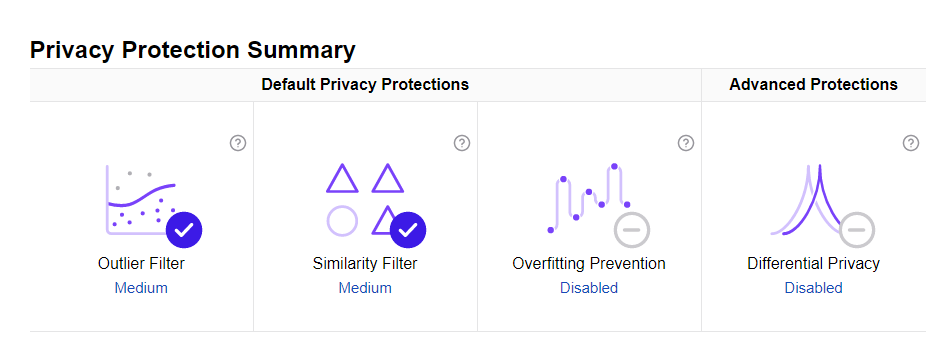 Privacy Protection Summary
Default Privacy Protections
Advanced Protections
? ? ? ?
Outlier Filter
Similarity Filter
Overfitting Prevention
Differential Privacy
Medium
Medium
Disabled
Disabled